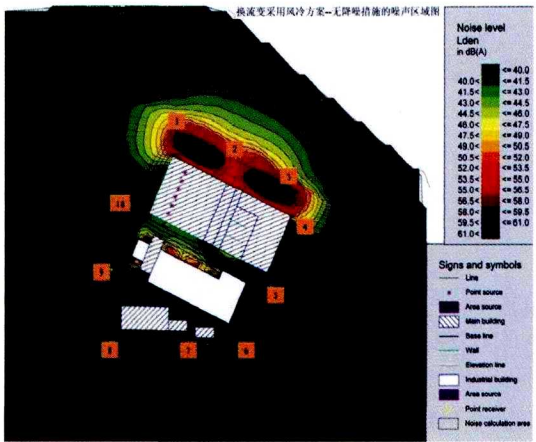 换流变采用风冷方案--无降噪措施的噪声区域图
Noise level
Lden
in dB(A)
<= 40.0
40.0< <= 41.5
41.5< <= 43.0
43.0< <= 44.5
44.5< <= 46.0
46.0< <= 47.5
47.5< <= 49.0
49.0< <= 50.5
50.5< <= 52.0
52.0< <= 53.5
53.5< <= 55.0
55.0< <= 56.5
56.5< <= 58.0
58.0< <= 59.5
59.5< <= 61.0
61.0<
Signs and symbols
Line
Point source
Area source
Main building
Base line
Wall
Elevation line
Industrial building
Area source
Point receiver
Noise calculation area
1
2
3
4
10
9
5
8
7
6